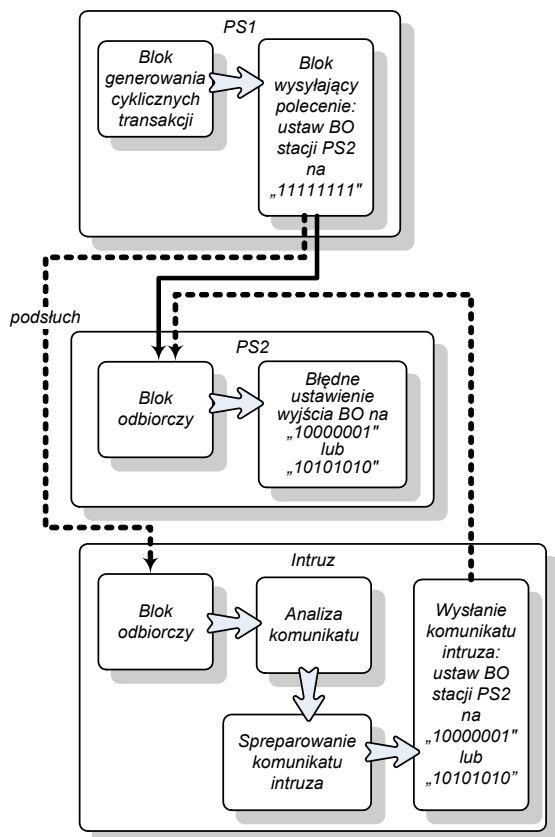 PS1
Blok
generowania
cyklicznych
transakcji
Blok
wysyłający
polecenie:
ustaw BO
stacji PS2
na
„11111111"
podsłuch
PS2
Blok
odbiorczy
Błędne
ustawienie
wyjścia BO na
„10000001"
lub
„10101010"
Intruz
Blok
odbiorczy
Analiza
komunikatu
Spreparowanie
komunikatu
intruza
Wysłanie
komunikatu
intruza:
ustaw BO
stacji PS2
na
„10000001"
lub
„10101010”